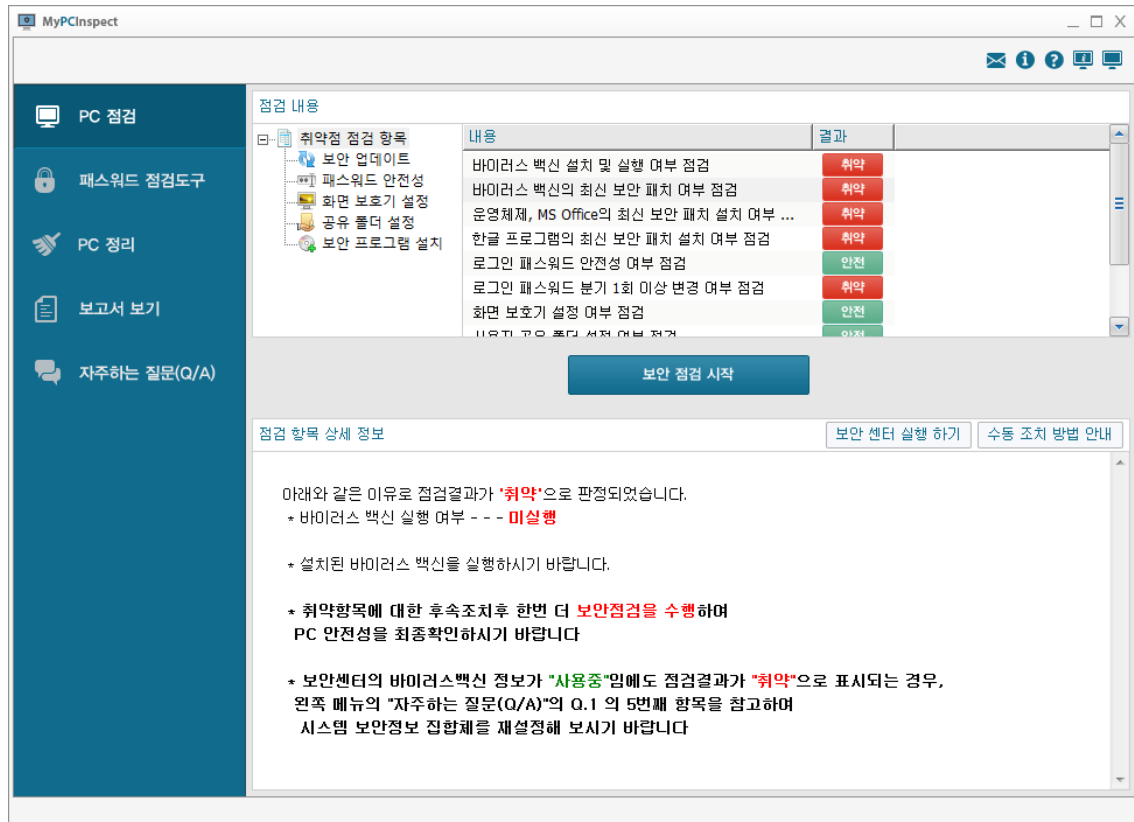 MyPCInspect
PC 점검
패스워드 점검도구
PC 정리
보고서 보기
자주하는 질문(Q/A)
점검 내용
취약점 점검 항목
보안 업데이트
패스워드 안전성
화면 보호기 설정
공유 폴더 설정
보안 프로그램 설치
내용 결과
바이러스 백신 설치 및 실행 여부 점검 취약
바이러스 백신의 최신 보안 패치 여부 점검 취약
운영체제, MS Office의 최신 보안 패치 설치 여부 ... 취약
한글 프로그램의 최신 보안 패치 설치 여부 점검 취약
로그인 패스워드 안전성 여부 점검 안전
로그인 패스워드 분기 1회 이상 변경 여부 점검 취약
화면 보호기 설정 여부 점검 안전
사용자 공유 폴더 설정 여부 점검 안전
보안 점검 시작
점검 항목 상세 정보
보안 센터 실행 하기
수동 조치 방법 안내
아래와 같은 이유로 점검결과가 '취약'으로 판정되었습니다.
* 바이러스 백신 실행 여부 - - - 미실행
* 설치된 바이러스 백신을 실행하시기 바랍니다.
* 취약항목에 대한 후속조치후 한번 더 보안점검을 수행하여
PC 안전성을 최종확인하시기 바랍니다
* 보안센터의 바이러스백신 정보가 "사용중"임에도 점검결과가 "취약"으로 표시되는 경우,
왼쪽 메뉴의 "자주하는 질문(Q/A)"의 Q.1 의 5번째 항목을 참고하여
시스템 보안정보 집합체를 재설정해 보시기 바랍니다